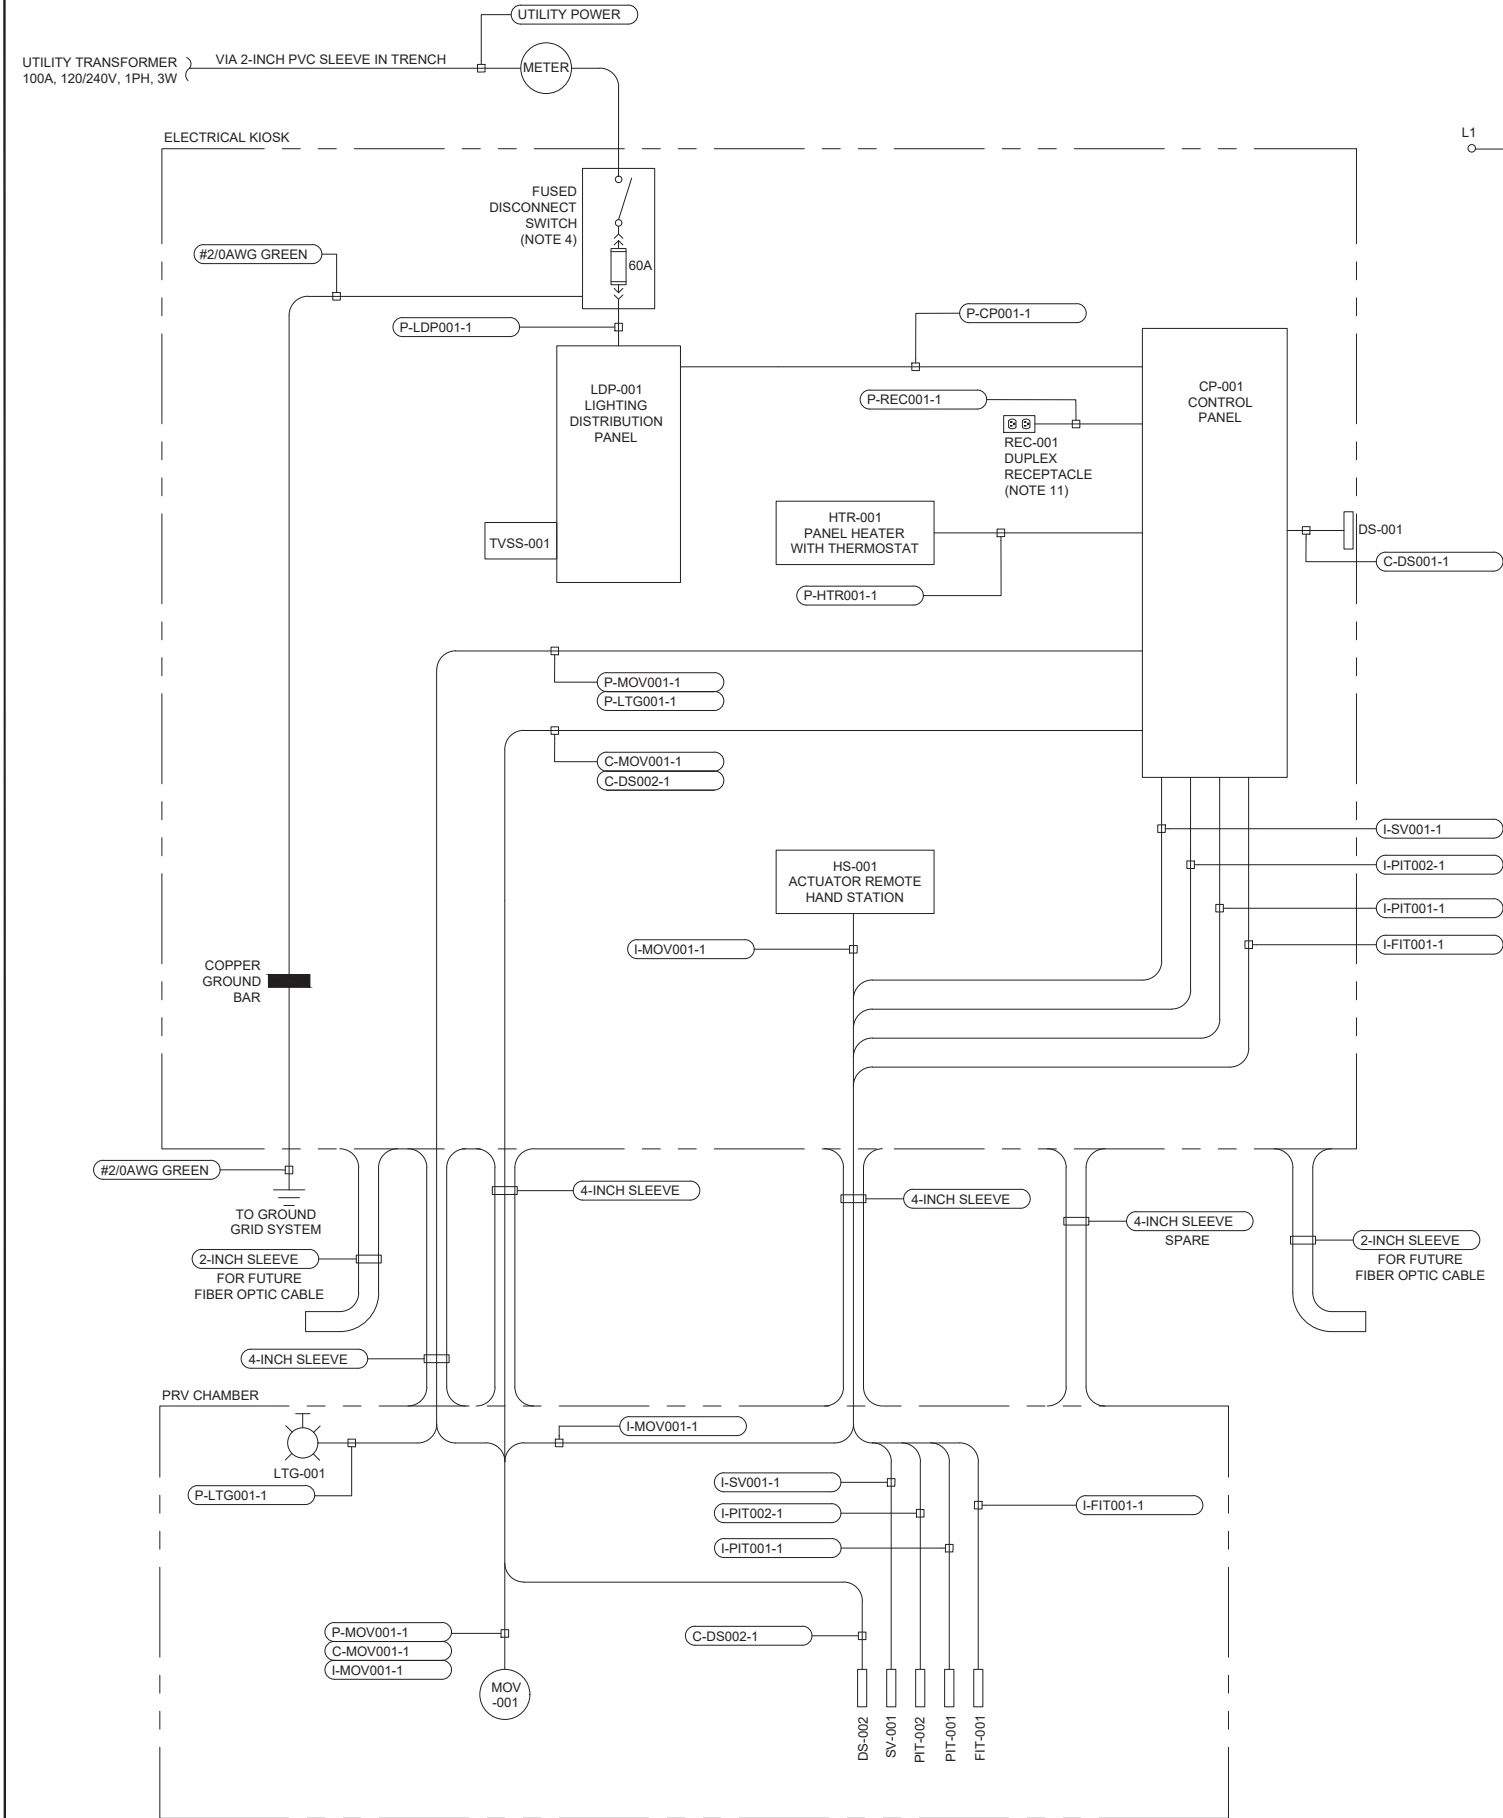 UTILITY POWER
UTILITY TRANSFORMER
100A, 120/240V, 1PH, 3W
VIA 2-INCH PVC SLEEVE IN TRENCH
METER
L1
ELECTRICAL KIOSK
FUSED
DISCONNECT
SWITCH
(NOTE 4)
60A
#2/0AWG GREEN
P-LDP001-1
P-CP001-1
LDP-001
LIGHTING
DISTRIBUTION
PANEL
CP-001
CONTROL
PANEL
P-REC001-1
REC-001
DUPLEX
RECEPTACLE
(NOTE 11)
HTR-001
PANEL HEATER
WITH THERMOSTAT
TVSS-001
DS-001
C-DS001-1
P-HTR001-1
P-MOV001-1
P-LTG001-1
C-MOV001-1
C-DS002-1
I-SV001-1
I-PIT002-1
I-PIT001-1
I-FIT001-1
HS-001
ACTUATOR REMOTE
HAND STATION
I-MOV001-1
COPPER
GROUND
BAR
#2/0AWG GREEN
TO GROUND
GRID SYSTEM
4-INCH SLEEVE
4-INCH SLEEVE
4-INCH SLEEVE
SPARE
2-INCH SLEEVE
FOR FUTURE
FIBER OPTIC CABLE
2-INCH SLEEVE
FOR FUTURE
FIBER OPTIC CABLE
4-INCH SLEEVE
PRV CHAMBER
I-MOV001-1
LTG-001
P-LTG001-1
I-SV001-1
I-PIT002-1
I-PIT001-1
I-FIT001-1
P-MOV001-1
C-MOV001-1
I-MOV001-1
C-DS002-1
MOV
-001
DS-002
SV-001
PIT-002
PIT-001
FIT-001